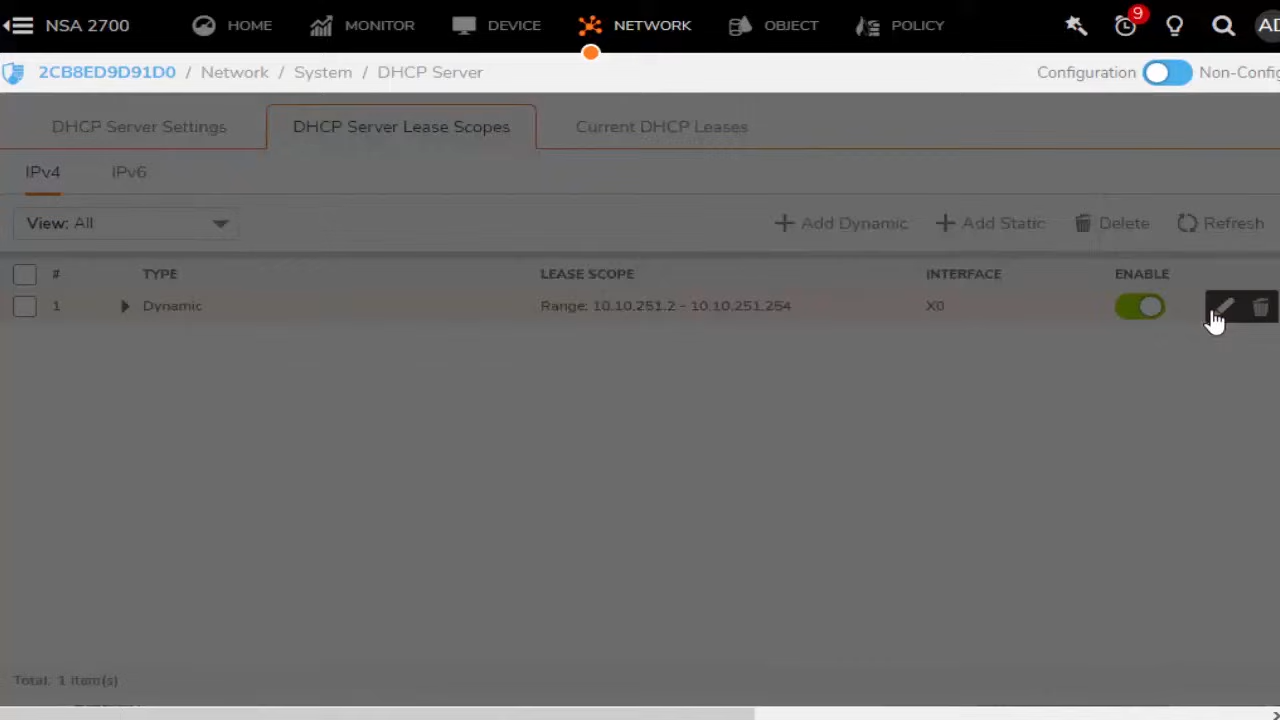 NSA 2700 HOME MONITOR DEVICE NETWORK OBJECT POLICY 9 AD
2CB8ED9D91D0 / Network / System / DHCP Server Configuration Non-Config
DHCP Server Settings DHCP Server Lease Scopes Current DHCP Leases
IPv4 IPv6
View: All + Add Dynamic + Add Static Delete Refresh
# TYPE LEASE SCOPE INTERFACE ENABLE
1 Dynamic Range: 10.10.251.2 - 10.10.251.254 X0
Total: 1 item(s)